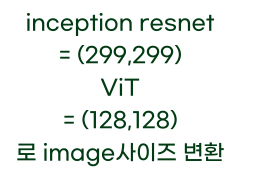 inception resnet
= (299,299)
ViT
= (128,128)
로 image사이즈 변환